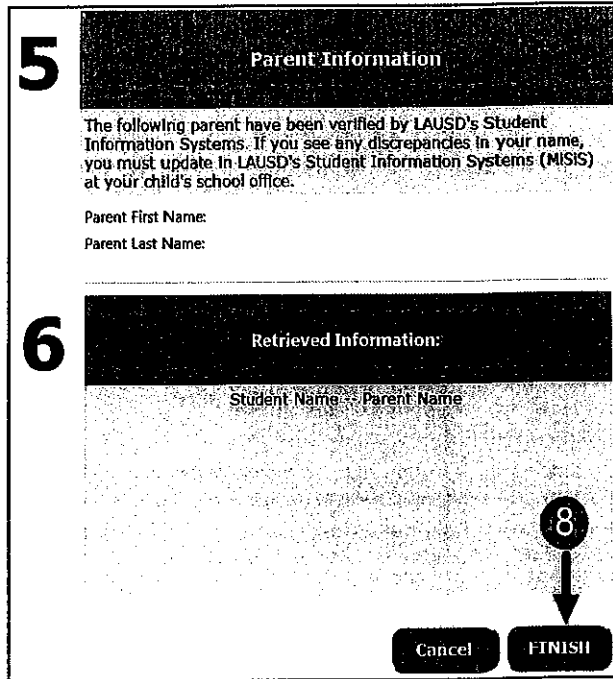 5
Parent Information
The following parent have been verified by LAUSD's Student
Information Systems. If you see any discrepancies in your name,
you must update in LAUSD's Student Information Systems (MiSiS)
at your child's school office.
Parent First Name:
Parent Last Name:
6
Retrieved Information:
Student Name -- Parent Name
8
Cancel
FINISH